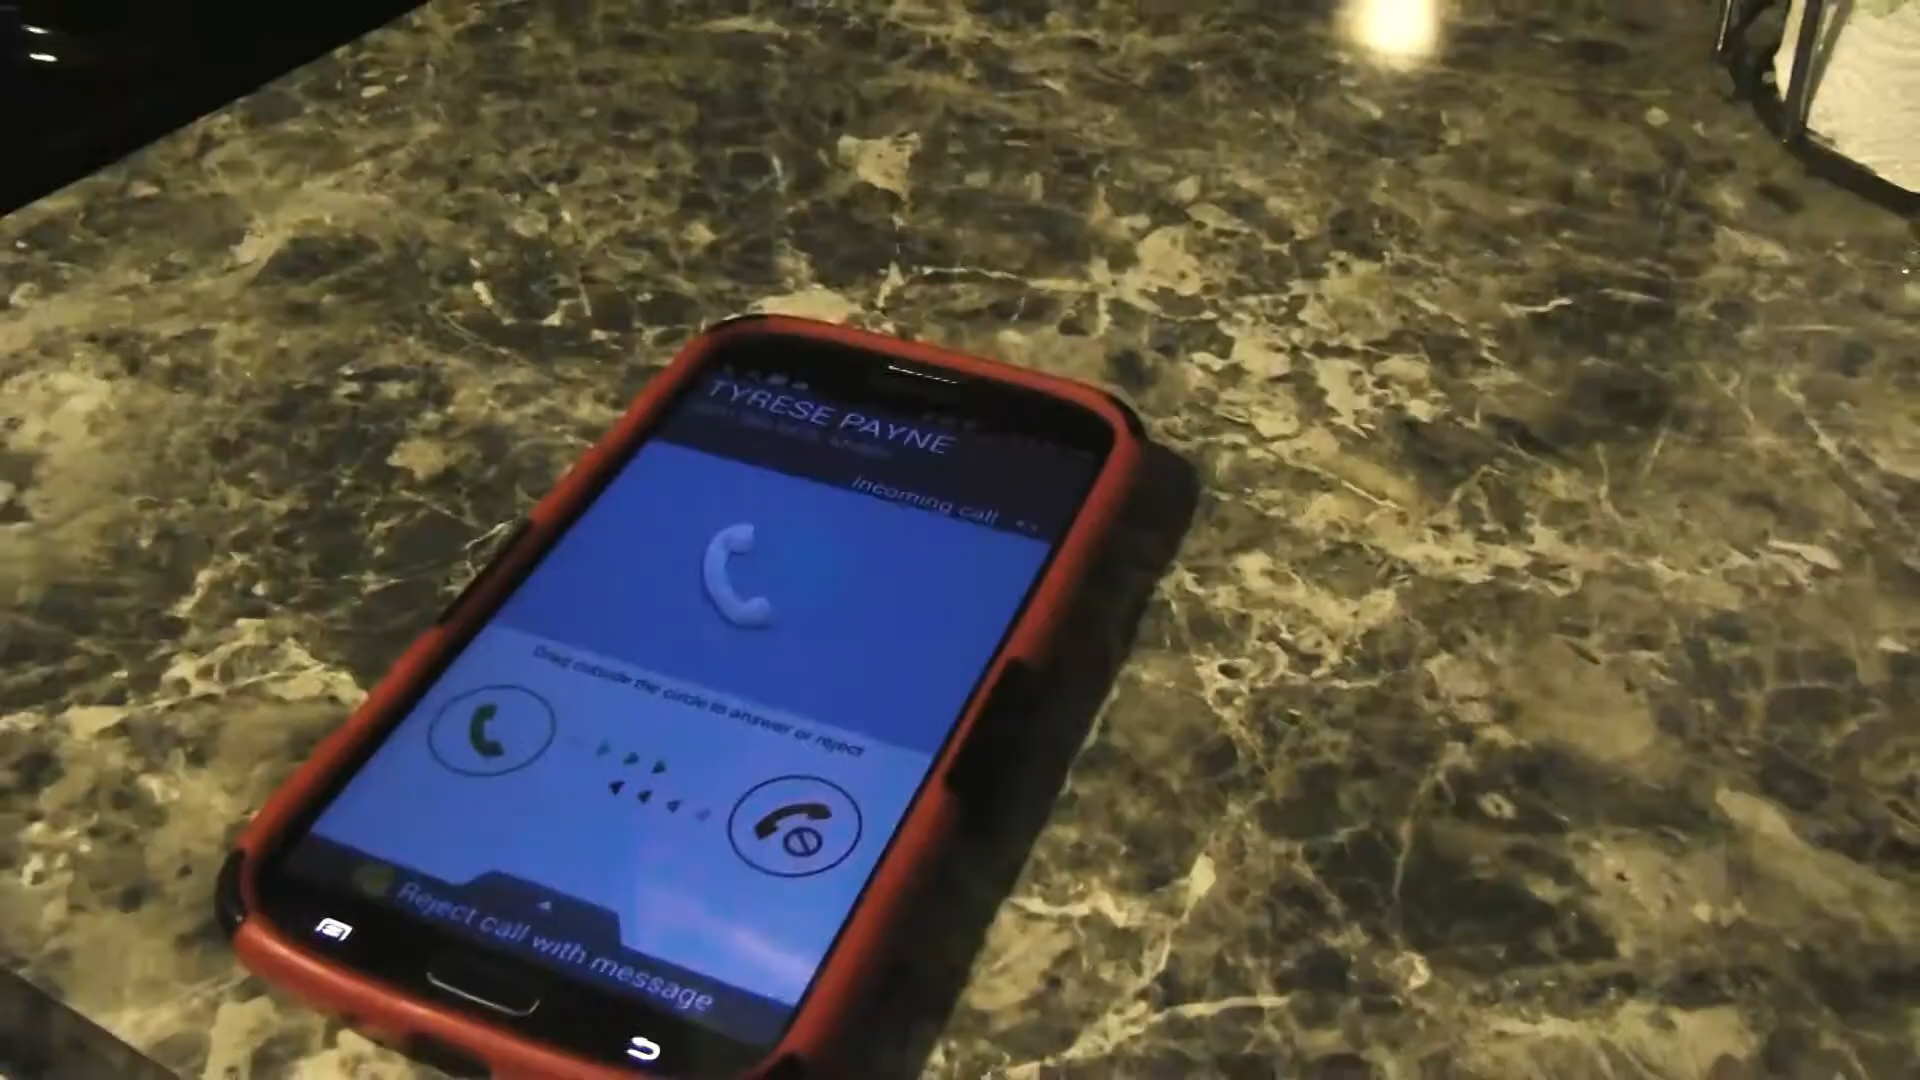 TYRESE PAYNE
Incoming call
Drag outside the circle to answer or reject
Reject call with message